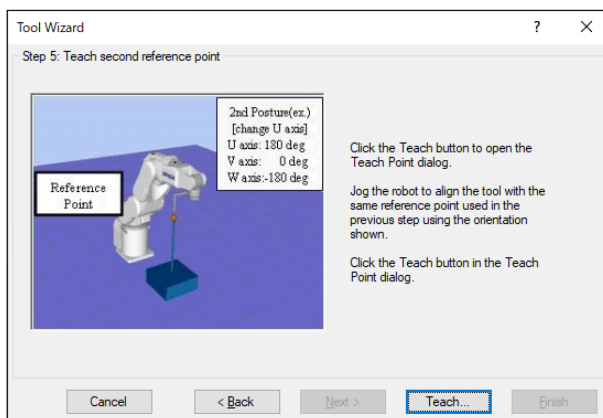 Tool Wizard
?
Step 5: Teach second reference point
2nd Posture(ex.)
[change U axis]
U axis: 180 deg
V axis: 0 deg
W axis:-180 deg
Reference
Point
Click the Teach button to open the
Teach Point dialog.
Jog the robot to align the tool with the
same reference point used in the
previous step using the orientation
shown.
Click the Teach button in the Teach
Point dialog.
Cancel
< Back
Next >
Teach...
Finish